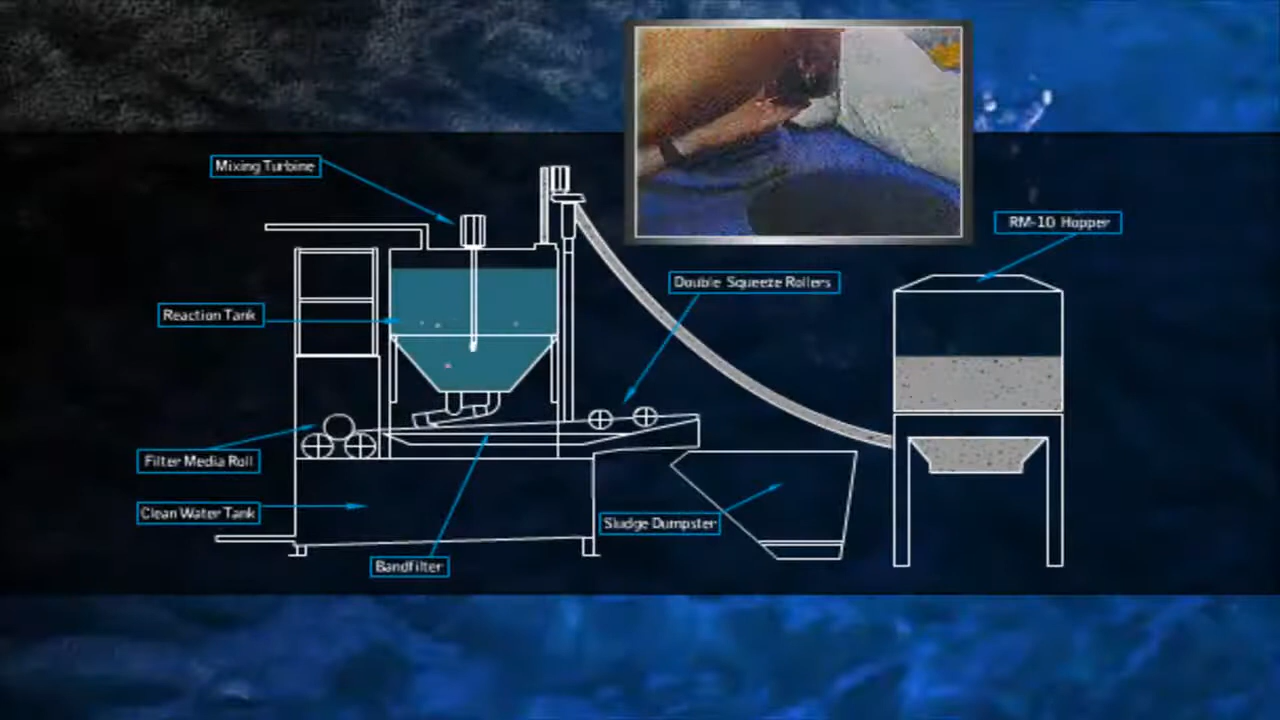 Mixing Turbine
RM-10 Hopper
Double Squeeze Rollers
Reaction Tank
Filter Media Roll
Clean Water Tank
Sludge Dumpster
Bandfilter